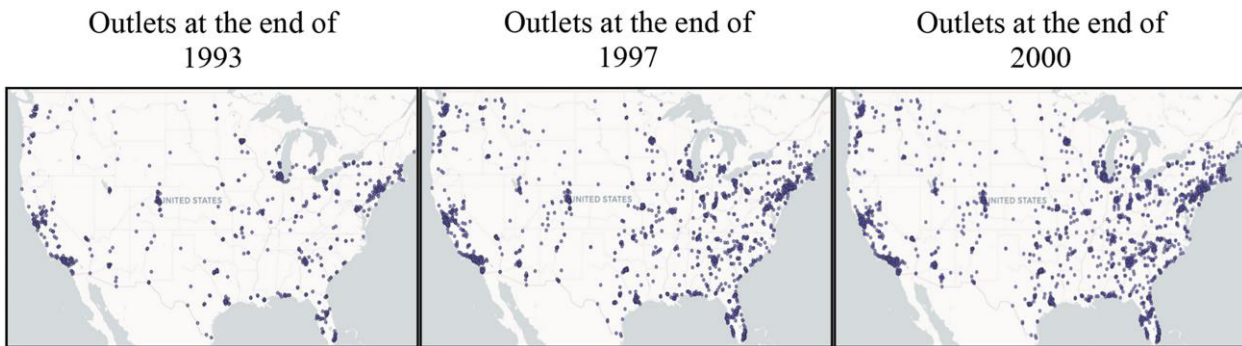 Outlets at the end of
1993
Outlets at the end of
1997
Outlets at the end of
2000
UNITED STATES
UNITED STATES
UNITED STATES